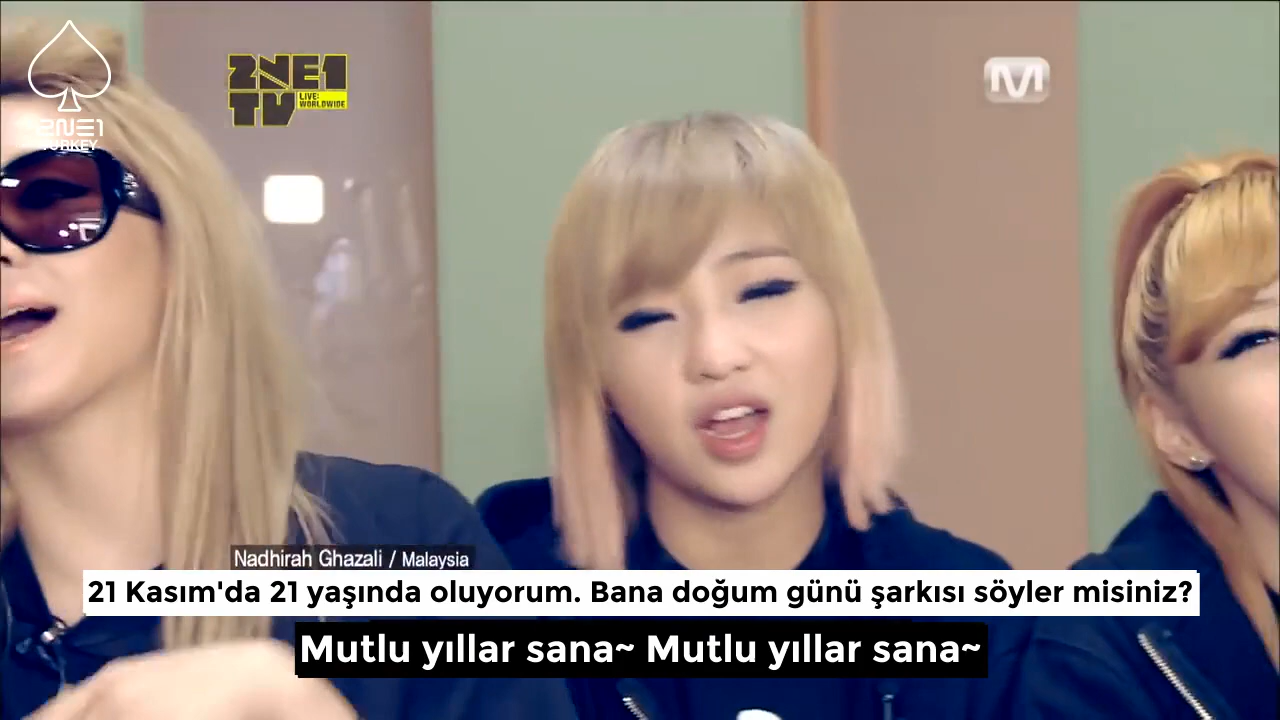 2NE1
TV
LIVE:
WORLDWIDE
2NE1
TURKEY
Nadhirah Ghazali / Malaysia
21 Kasım'da 21 yaşında oluyorum. Bana doğum günü şarkısı söyler misiniz?
Mutlu yıllar sana~ Mutlu yıllar sana~